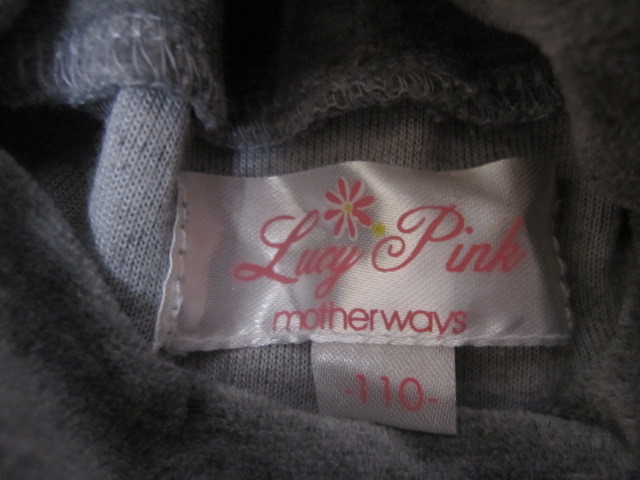 Lucy Pink
motherways
-110-